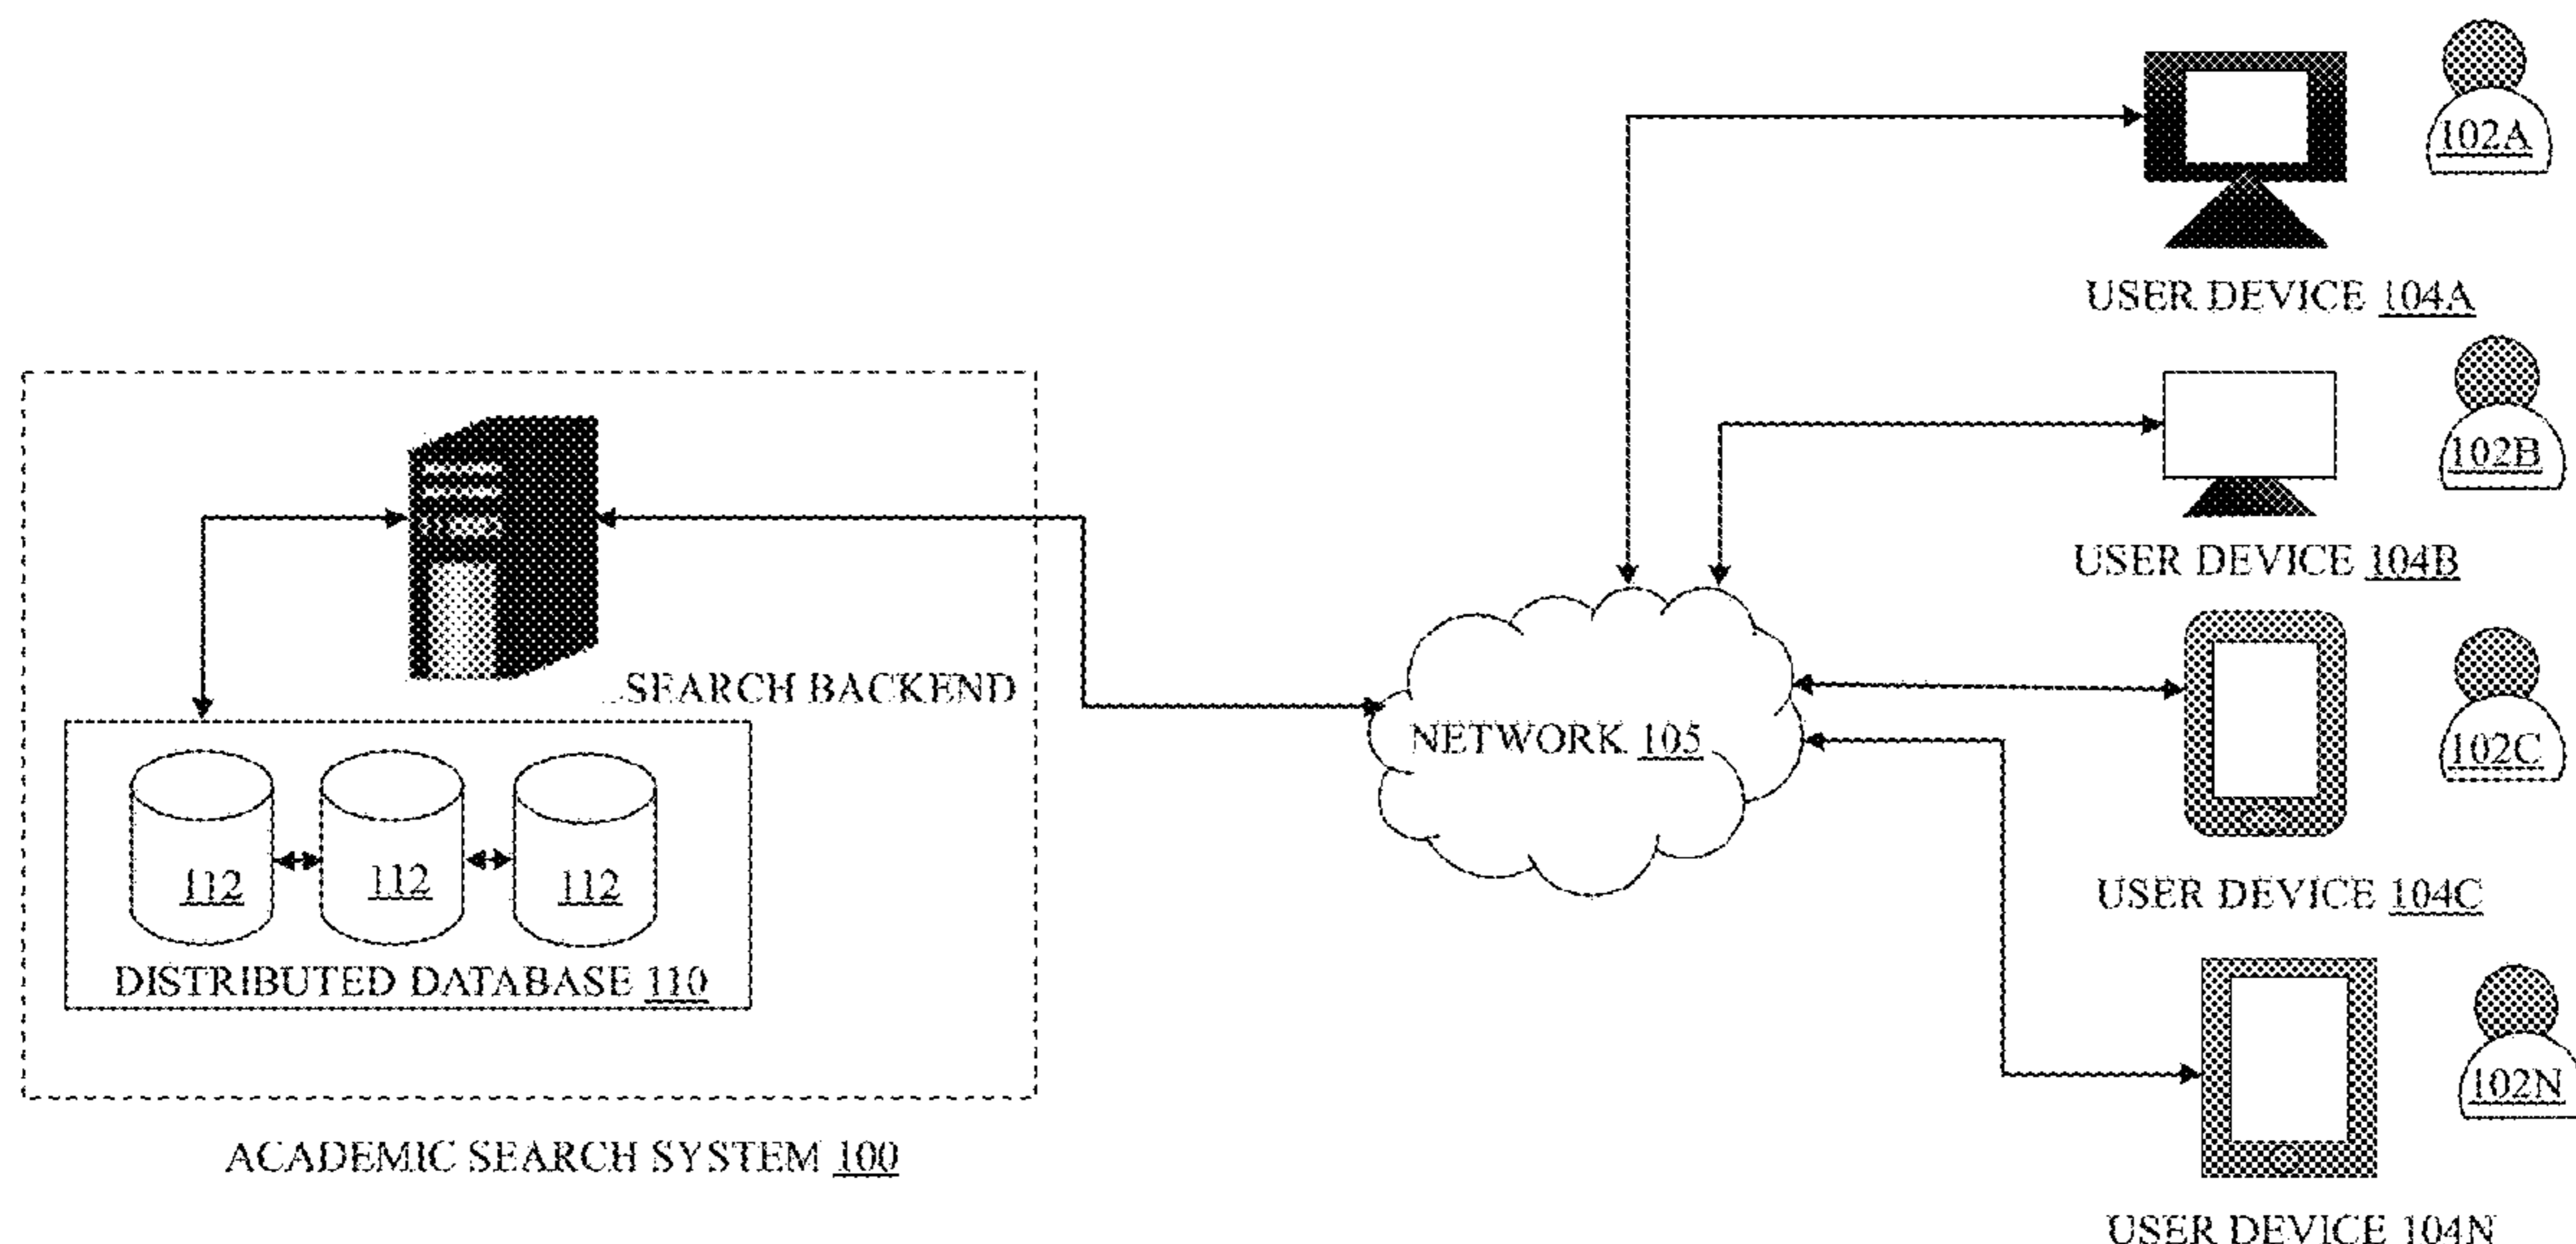 102A
USER DEVICE 104A
102B
USER DEVICE 104B
SEARCH BACKEND
NETWORK 105
102C
112
112
112
USER DEVICE 104C
DISTRIBUTED DATABASE 110
102N
ACADEMIC SEARCH SYSTEM 100
USER DEVICE 104N